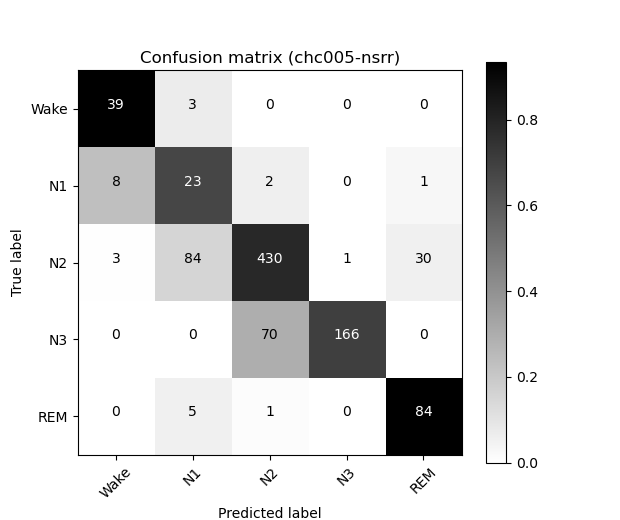 Confusion matrix (chc005-nsrr)
True label
Wake 39 3 0 0 0
N1 8 23 2 0 1
N2 3 84 430 1 30
N3 0 0 70 166 0
REM 0 5 1 0 84
Wake N1 N2 N3 REM
Predicted label
0.8
0.6
0.4
0.2
0.0